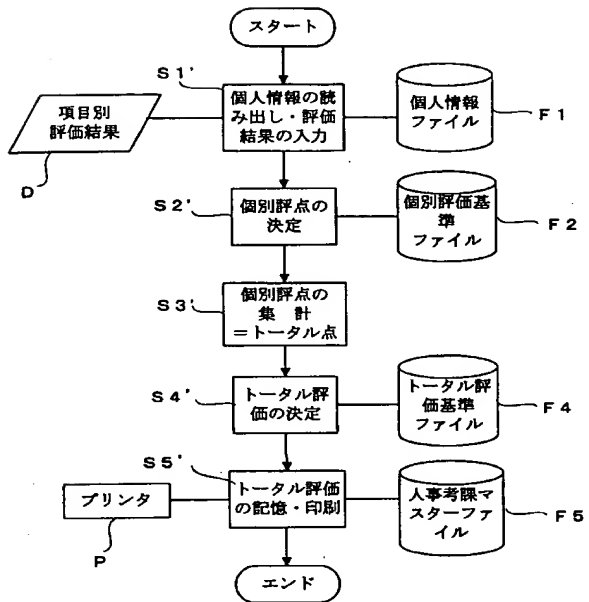 スタート
S1'
個人情報の読
み出し・評価
結果の入力
項目別
評価結果
D
個人情報
ファイル
F1
S2'
個別評点の
決定
個別評価基
準
ファイル
F2
S3'
個別評点の
集 計
＝トータル点
S4'
トータル評
価の決定
トータル評
価基準
ファイル
F4
S5'
トータル評価
の記憶・印刷
プリンタ
P
人事考課マ
スターファ
イル
F5
エンド